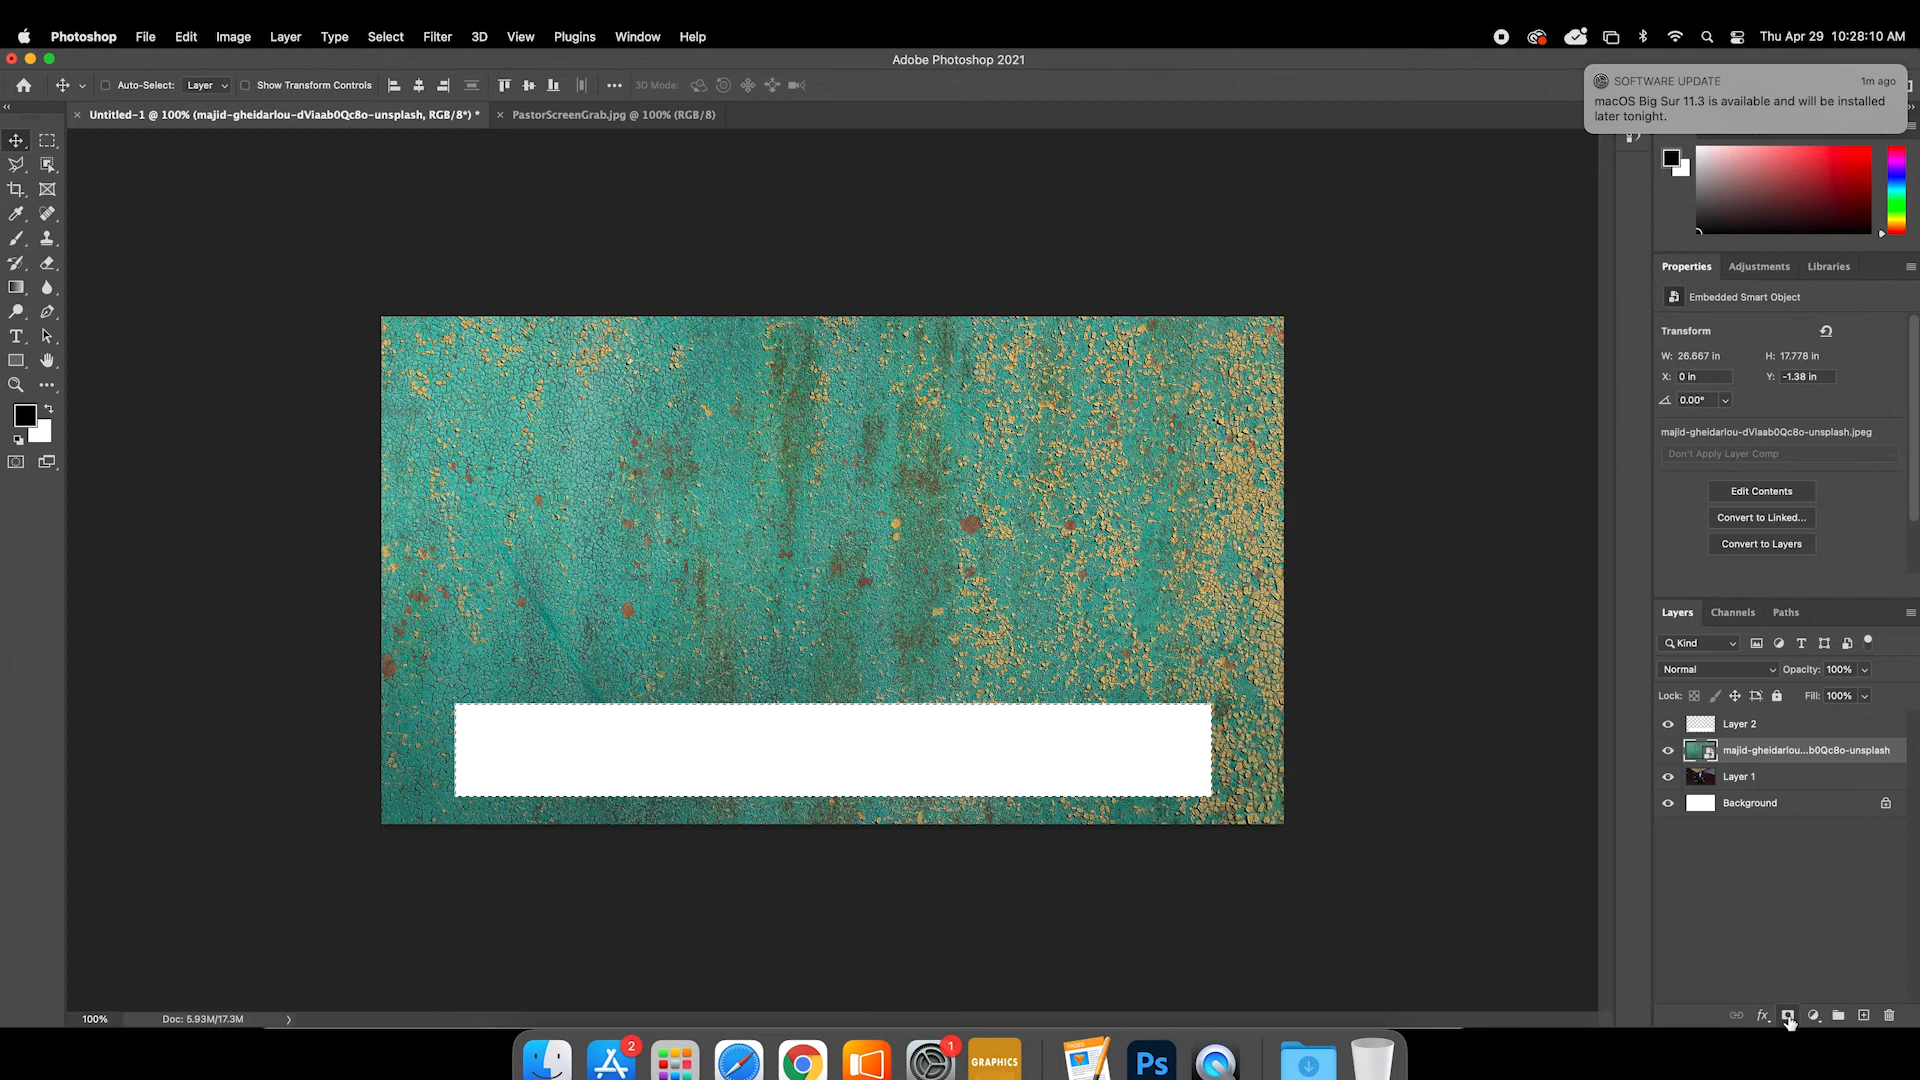 Photoshop File Edit Image Layer Type Select Filter 3D View Plugins Window Help Thu Apr 29 10:28:10 AM
Adobe Photoshop 2021
Auto-Select: Layer Show Transform Controls 3D Mode:
SOFTWARE UPDATE 1m ago
macOS Big Sur 11.3 is available and will be installed
later tonight.
Untitled-1 @ 100% (majid-gheidarlou-dViaab0Qc8o-unsplash, RGB/8*) * PastorScreenGrab.jpg @ 100% (RGB/8)
Properties Adjustments Libraries
Embedded Smart Object
Transform
W: 26.667 in H: 17.778 in
X: 0 in Y: -1.38 in
0.00°
majid-gheidarlou-dViaab0Qc8o-unsplash.jpeg
Don't Apply Layer Comp
Edit Contents
Convert to Linked...
Convert to Layers
Layers Channels Paths
Kind
Normal Opacity: 100%
Lock: Fill: 100%
Layer 2
majid-gheidarlou...b0Qc8o-unsplash
Layer 1
Background
fx
100% Doc: 5.93M/17.3M
2 1
GRAPHICS
PAGES
Ps